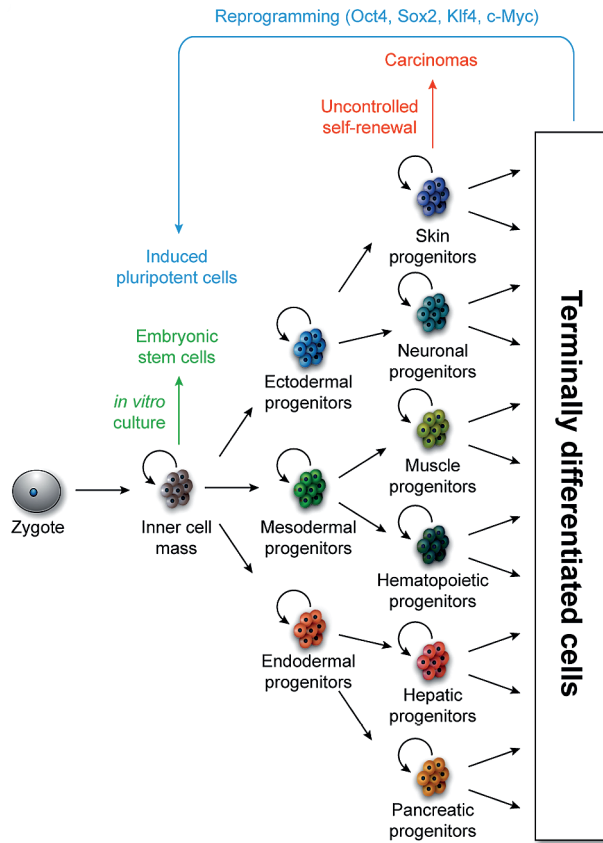 Reprogramming (Oct4, Sox2, Klf4, c-Myc)
Carcinomas
Uncontrolled
self-renewal
Skin
progenitors
Induced
pluripotent cells
Embryonic
stem cells
in vitro
culture
Ectodermal
progenitors
Neuronal
progenitors
Muscle
progenitors
Zygote
Inner cell
mass
Mesodermal
progenitors
Hematopoietic
progenitors
Endodermal
progenitors
Hepatic
progenitors
Pancreatic
progenitors
Terminally differentiated cells